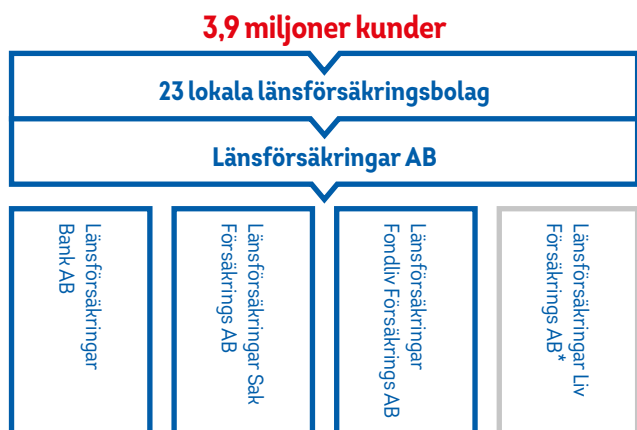 3,9 miljoner kunder
23 lokala länsförsäkringsbolag
Länsförsäkringar AB
Länsförsäkringar
Bank AB
Länsförsäkringar Sak
Försäkrings AB
Länsförsäkringar
Fondliv Försäkrings AB
Länsförsäkringar Liv
Försäkrings AB*